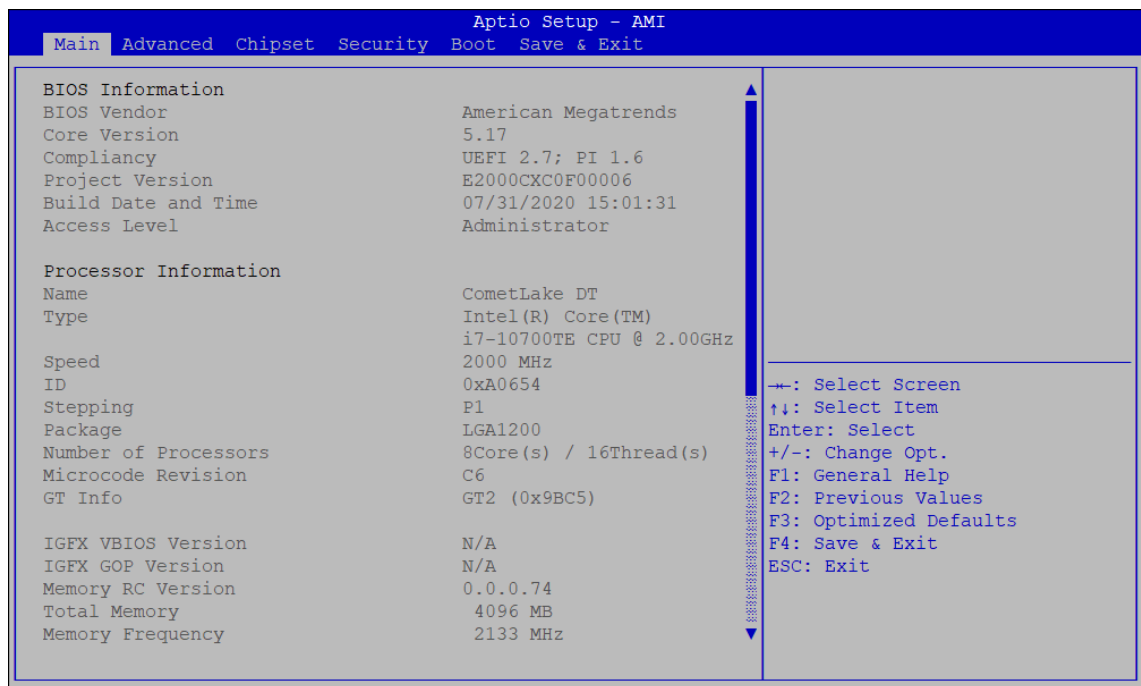 Aptio Setup – AMI
Main Advanced Chipset Security Boot Save & Exit
BIOS Information
BIOS Vendor American Megatrends
Core Version 5.17
Compliancy UEFI 2.7; PI 1.6
Project Version E2000CXC0F00006
Build Date and Time 07/31/2020 15:01:31
Access Level Administrator
Processor Information
Name CometLake DT
Type Intel(R) Core(TM)
i7-10700TE CPU @ 2.00GHz
Speed 2000 MHz
ID 0xA0654
Stepping P1
Package LGA1200
Number of Processors 8Core(s) / 16Thread(s)
Microcode Revision C6
GT Info GT2 (0x9BC5)
IGFX VBIOS Version N/A
IGFX GOP Version N/A
Memory RC Version 0.0.0.74
Total Memory 4096 MB
Memory Frequency 2133 MHz
→←: Select Screen
↑↓: Select Item
Enter: Select
+/-: Change Opt.
F1: General Help
F2: Previous Values
F3: Optimized Defaults
F4: Save & Exit
ESC: Exit